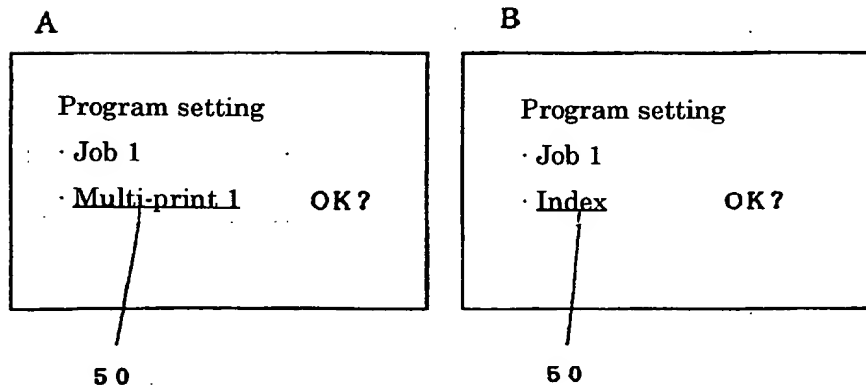 A
Program setting
· Job 1
· Multi-print 1 OK?
50
B
Program setting
· Job 1
· Index OK?
50